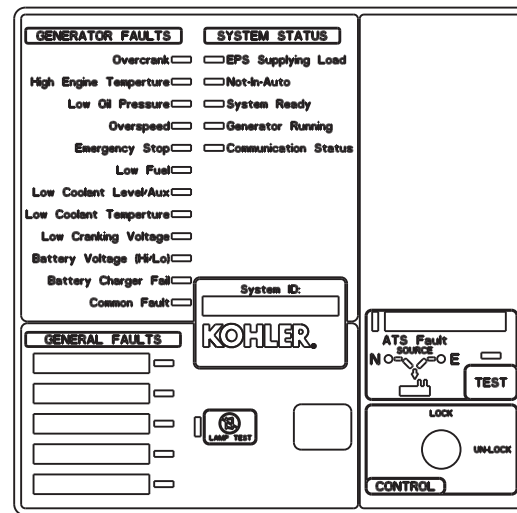 GENERATOR FAULTS
Overcrank
High Engine Temperture
Low Oil Pressure
Overspeed
Emergency Stop
Low Fuel
Low Coolant Level/Aux
Low Coolant Temperture
Low Cranking Voltage
Battery Voltage (Hi/Lo)
Battery Charger Fail
Common Fault
SYSTEM STATUS
EPS Supplying Load
Not-In-Auto
System Ready
Generator Running
Communication Status
System ID:
KOHLER.
GENERAL FAULTS
LAMP TEST
ATS Fault
SOURCE
N E
TEST
LOCK
UN-LOCK
CONTROL